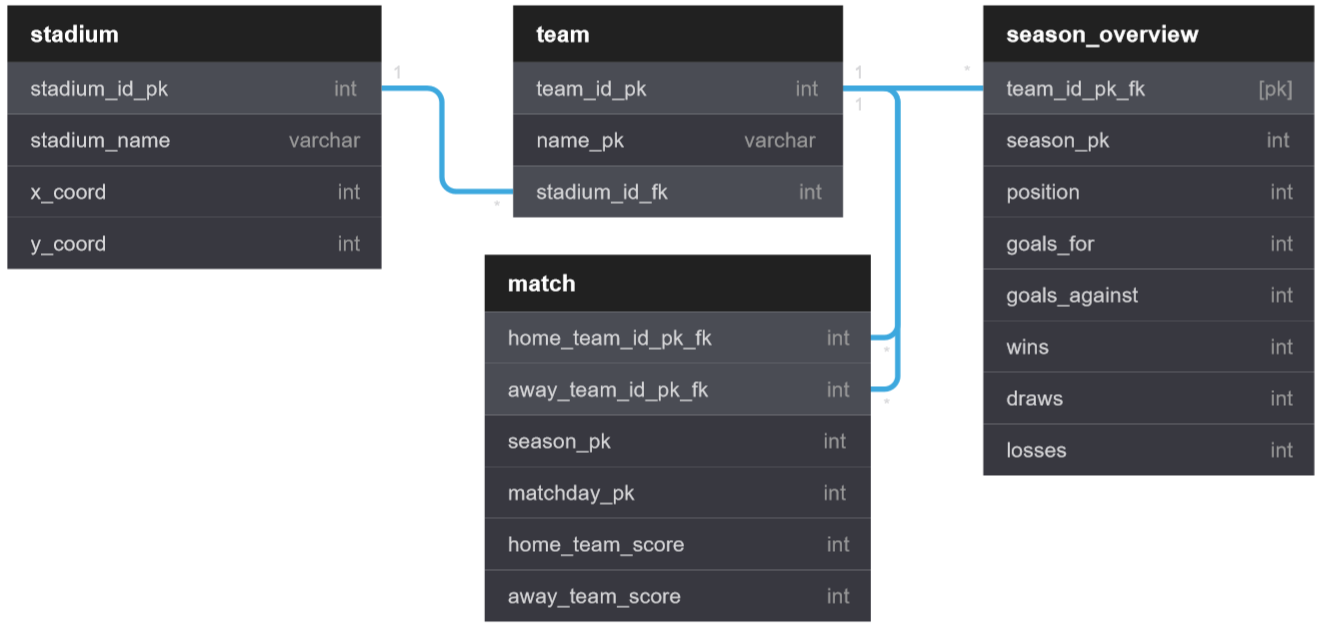 stadium
stadium_id_pk int
stadium_name varchar
x_coord int
y_coord int
1
*
team
team_id_pk int
name_pk varchar
stadium_id_fk int
1
1
*
match
home_team_id_pk_fk int
*
away_team_id_pk_fk int
*
season_pk int
matchday_pk int
home_team_score int
away_team_score int
season_overview
team_id_pk_fk [pk]
season_pk int
position int
goals_for int
goals_against int
wins int
draws int
losses int